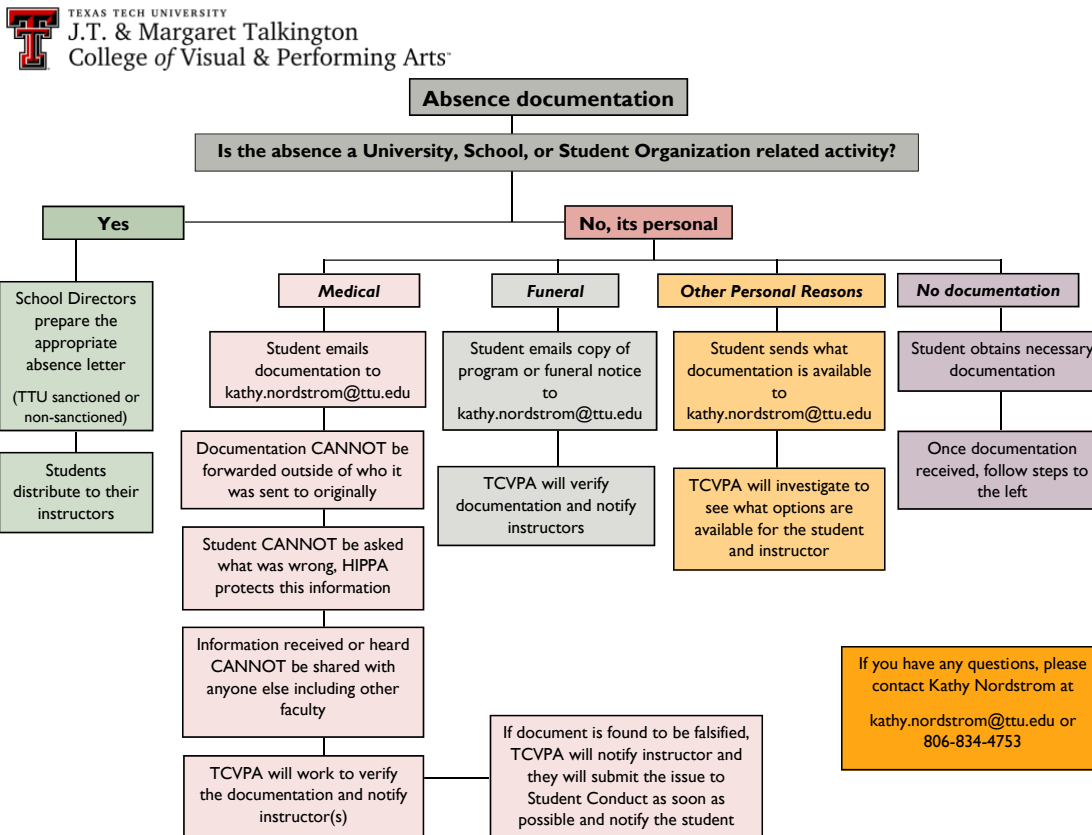 TEXAS TECH UNIVERSITY
J.T. & Margaret Talkington
College of Visual & Performing Arts™
Absence documentation
Is the absence a University, School, or Student Organization related activity?
Yes
No, its personal
School Directors
prepare the
appropriate
absence letter
(TTU sanctioned or
non-sanctioned)
Students
distribute to their
instructors
Medical
Student emails
documentation to
kathy.nordstrom@ttu.edu
Documentation CANNOT be
forwarded outside of who it
was sent to originally
Student CANNOT be asked
what was wrong, HIPPA
protects this information
Information received or heard
CANNOT be shared with
anyone else including other
faculty
TCVPA will work to verify
the documentation and notify
instructor(s)
If document is found to be falsified,
TCVPA will notify instructor and
they will submit the issue to
Student Conduct as soon as
possible and notify the student
Funeral
Student emails copy of
program or funeral notice
to
kathy.nordstrom@ttu.edu
TCVPA will verify
documentation and notify
instructors
Other Personal Reasons
Student sends what
documentation is available
to
kathy.nordstrom@ttu.edu
TCVPA will investigate to
see what options are
available for the student
and instructor
No documentation
Student obtains necessary
documentation
Once documentation
received, follow steps to
the left
If you have any questions, please
contact Kathy Nordstrom at
kathy.nordstrom@ttu.edu or
806-834-4753